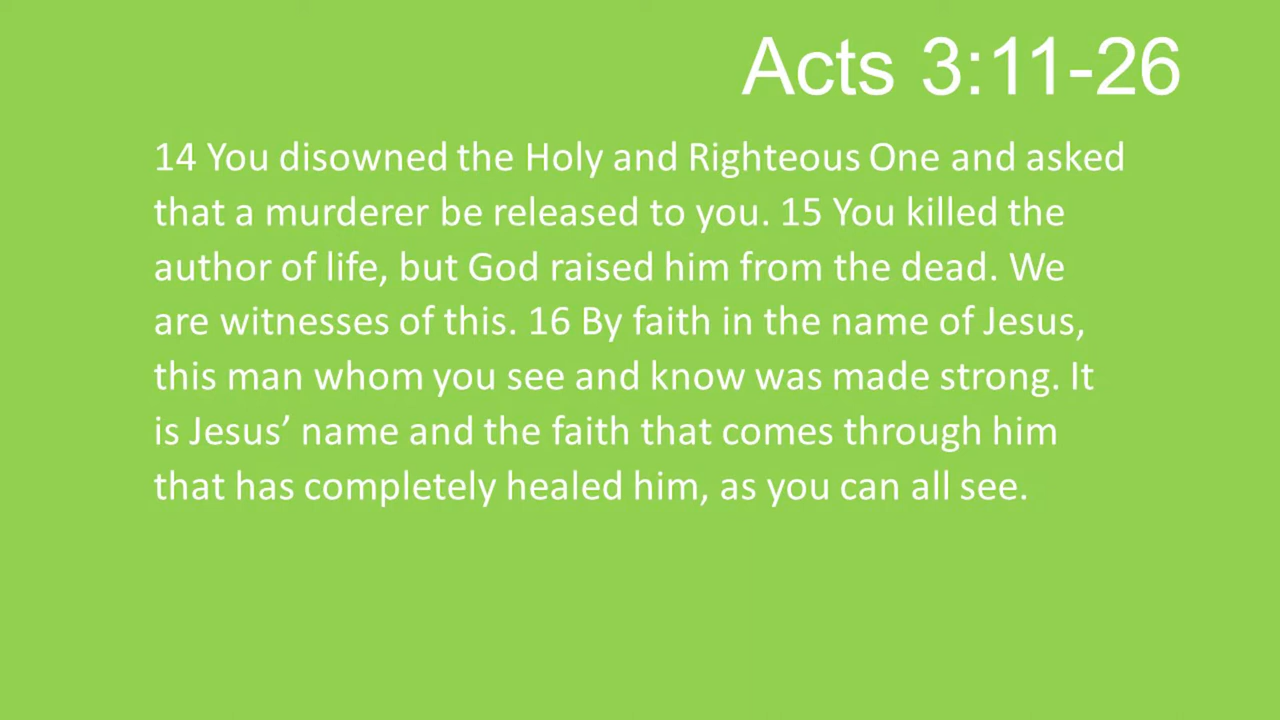 Acts 3:11-26
14 You disowned the Holy and Righteous One and asked
that a murderer be released to you. 15 You killed the
author of life, but God raised him from the dead. We
are witnesses of this. 16 By faith in the name of Jesus,
this man whom you see and know was made strong. It
is Jesus’ name and the faith that comes through him
that has completely healed him, as you can all see.